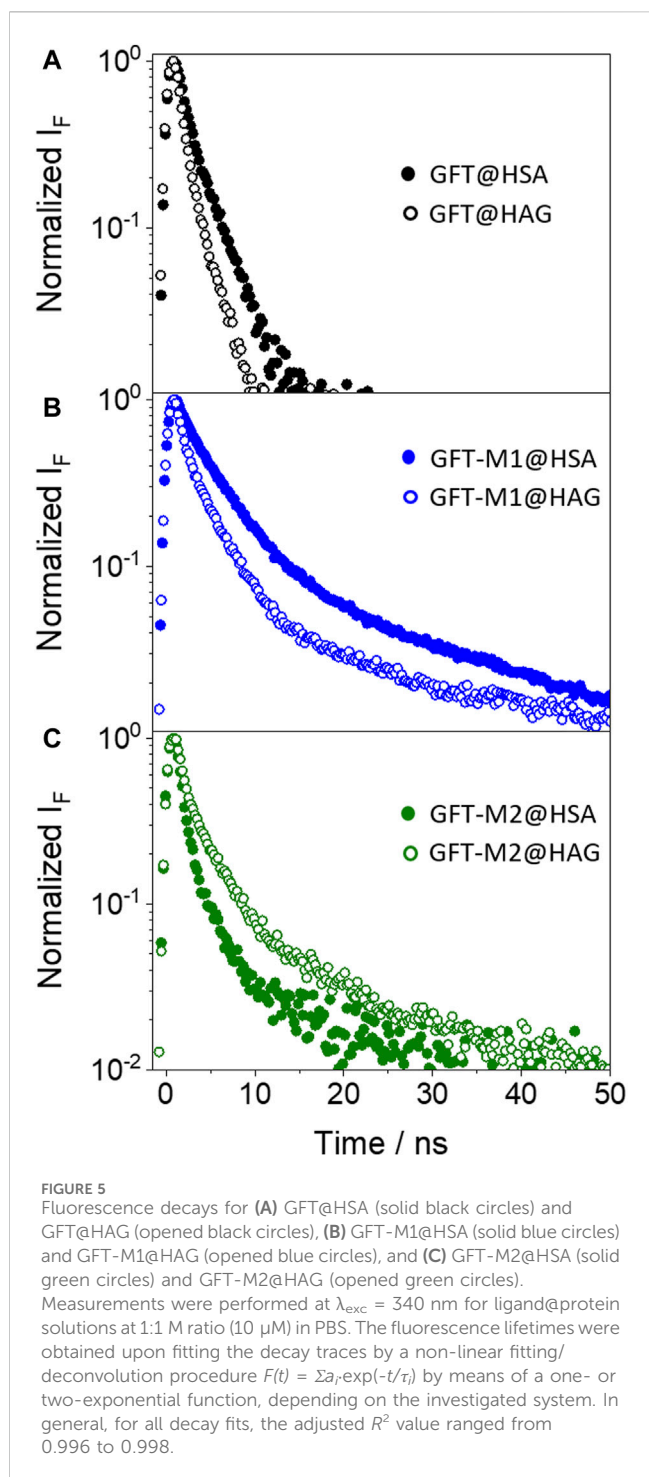 A
10⁰
Normalized I_F
10⁻¹
GFT@HSA
GFT@HAG
B
10⁰
Normalized I_F
10⁻¹
GFT-M1@HSA
GFT-M1@HAG
C
10⁰
Normalized I_F
10⁻¹
10⁻²
GFT-M2@HSA
GFT-M2@HAG
0 10 20 30 40 50
Time / ns
FIGURE 5
Fluorescence decays for (A) GFT@HSA (solid black circles) and
GFT@HAG (opened black circles), (B) GFT-M1@HSA (solid blue circles)
and GFT-M1@HAG (opened blue circles), and (C) GFT-M2@HSA (solid
green circles) and GFT-M2@HAG (opened green circles).
Measurements were performed at λexc = 340 nm for ligand@protein
solutions at 1:1 M ratio (10 μM) in PBS. The fluorescence lifetimes were
obtained upon fitting the decay traces by a non-linear fitting/
deconvolution procedure F(t) = Σaᵢ·exp(-t/τᵢ) by means of a one- or
two-exponential function, depending on the investigated system. In
general, for all decay fits, the adjusted R² value ranged from
0.996 to 0.998.